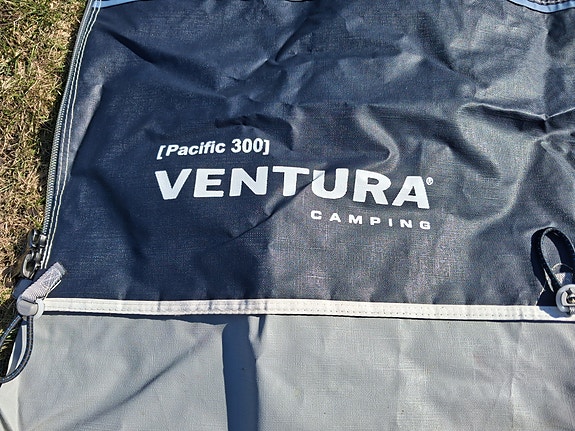 [Pacific 300]
VENTURA®
CAMPING